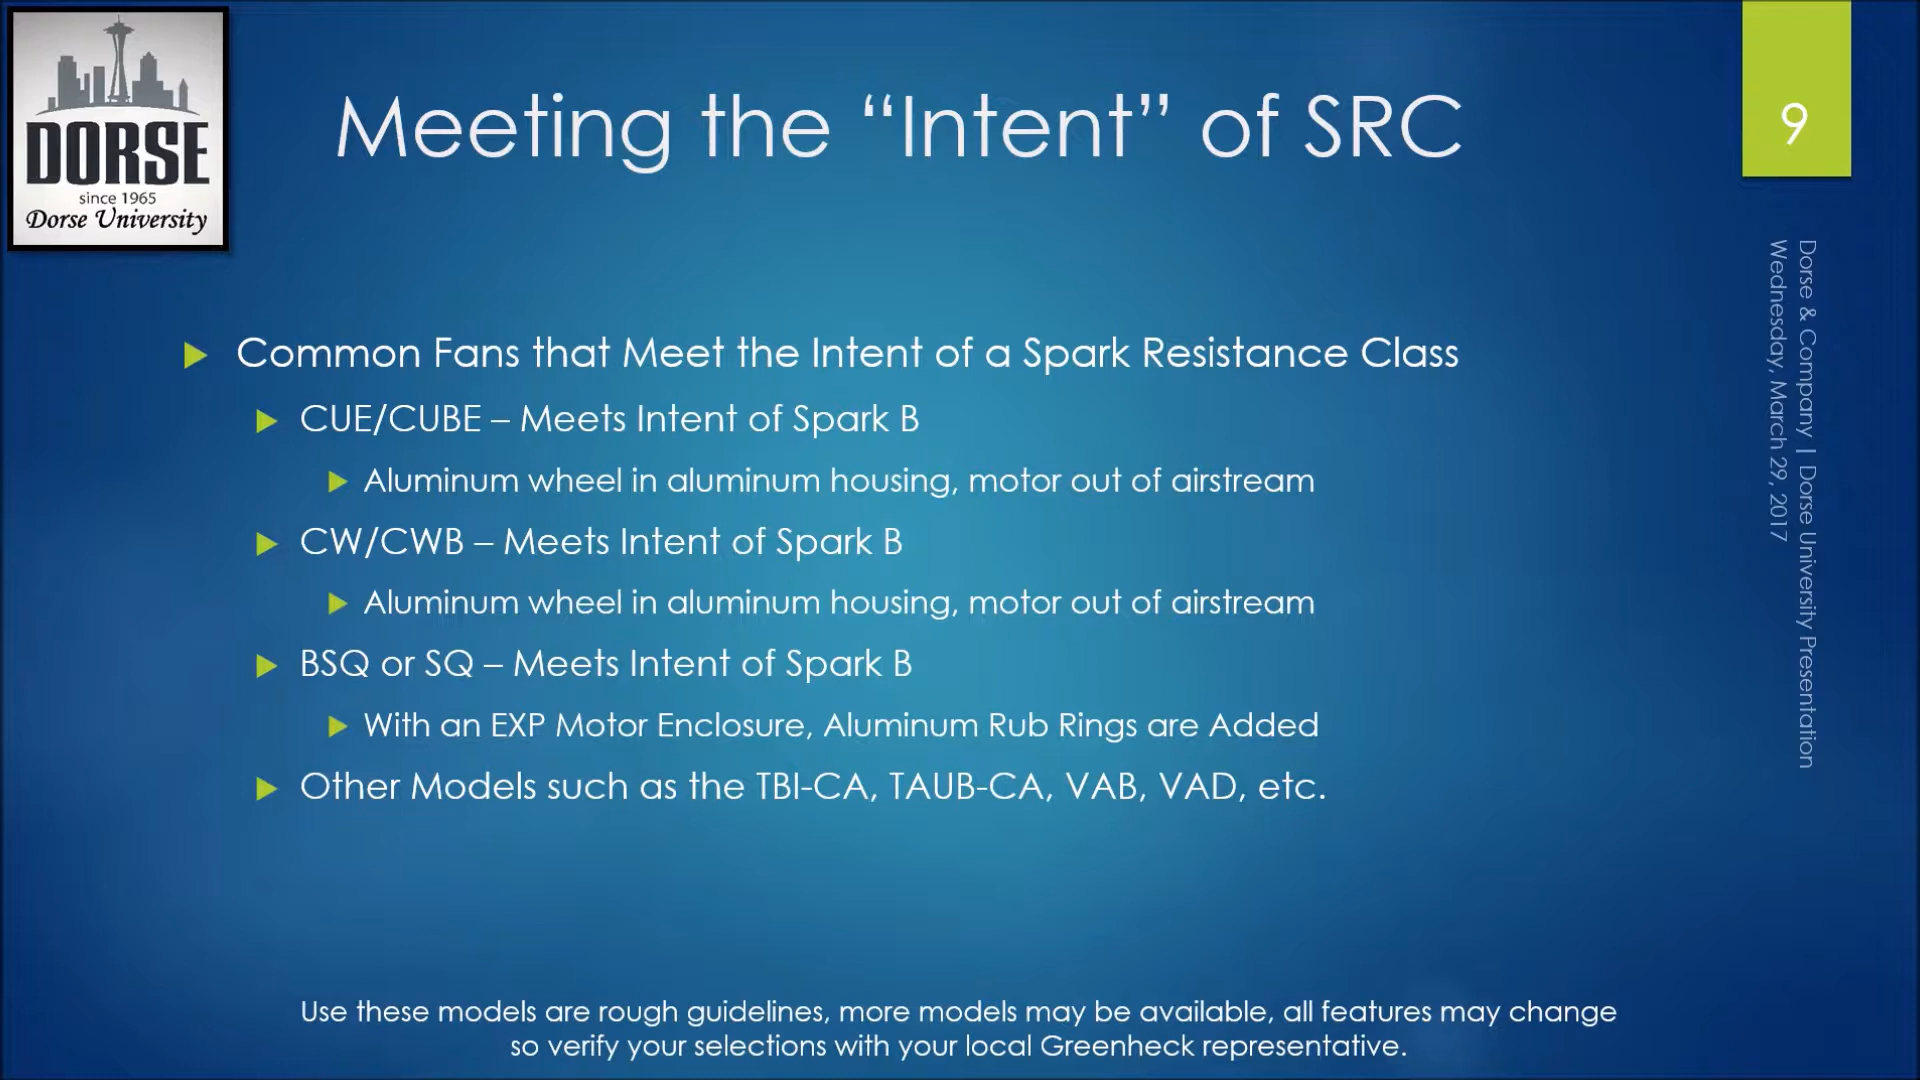 DORSE
since 1965
Dorse University
Meeting the “Intent” of SRC
9
Common Fans that Meet the Intent of a Spark Resistance Class
CUE/CUBE – Meets Intent of Spark B
Aluminum wheel in aluminum housing, motor out of airstream
CW/CWB – Meets Intent of Spark B
Aluminum wheel in aluminum housing, motor out of airstream
BSQ or SQ – Meets Intent of Spark B
With an EXP Motor Enclosure, Aluminum Rub Rings are Added
Other Models such as the TBI-CA, TAUB-CA, VAB, VAD, etc.
Dorse & Company | Dorse University Presentation
Wednesday, March 29, 2017
Use these models are rough guidelines, more models may be available, all features may change
so verify your selections with your local Greenheck representative.